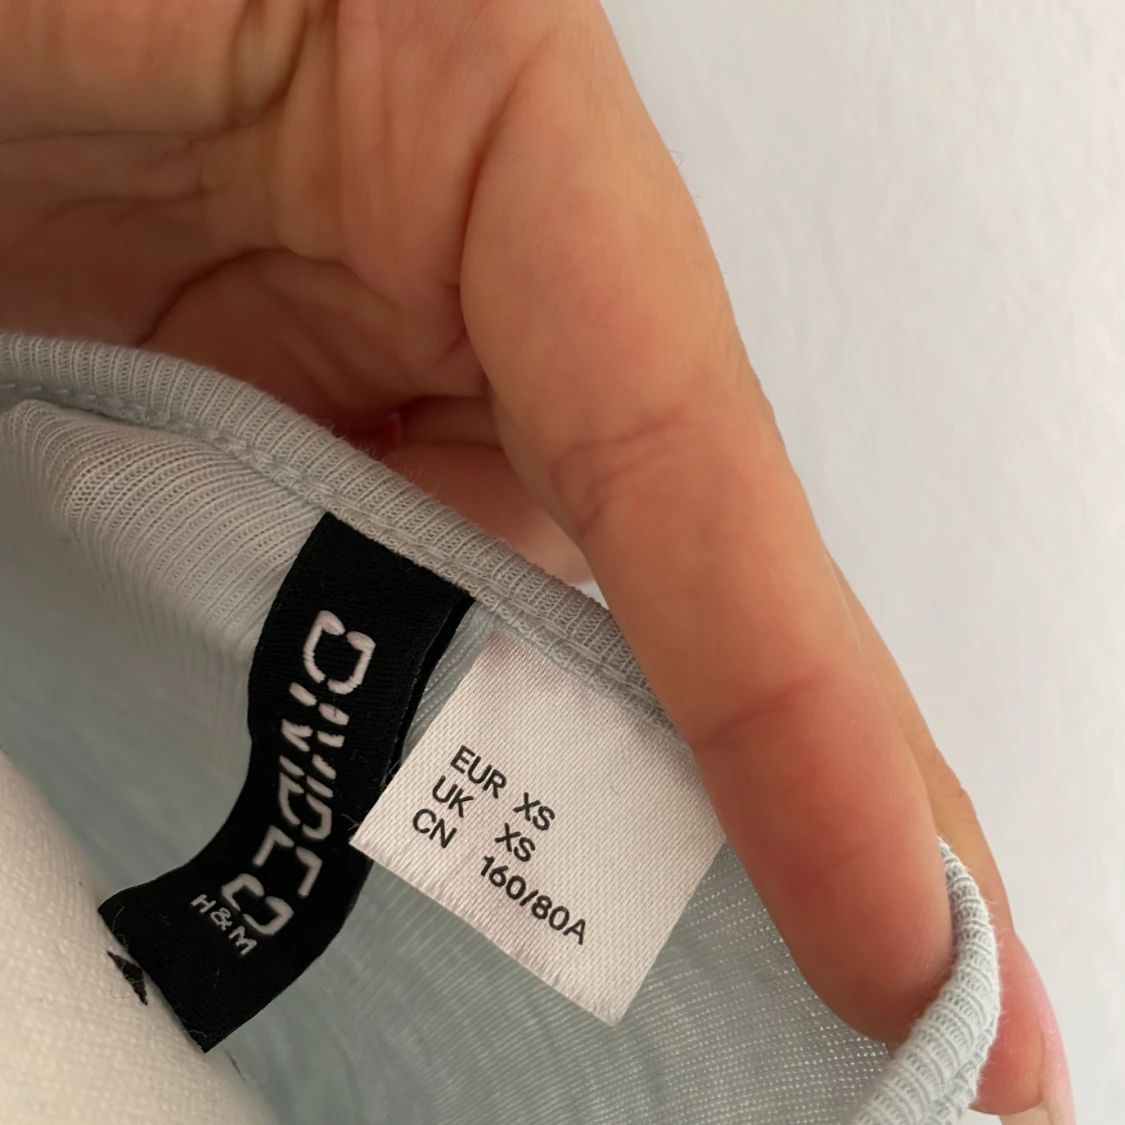 DIVIDED
H&M
EUR XS
UK XS
CN 160/80A